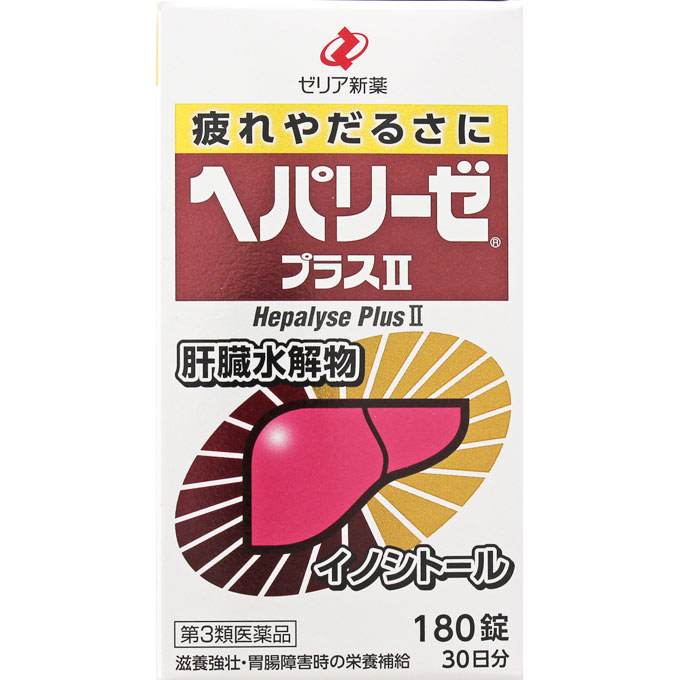 ゼリア新薬
疲れやだるさに
ヘパリーゼ®
プラスⅡ
Hepalyse Plus Ⅱ
肝臓水解物
イノシトール
第3類医薬品
180錠
滋養強壮・胃腸障害時の栄養補給
30日分